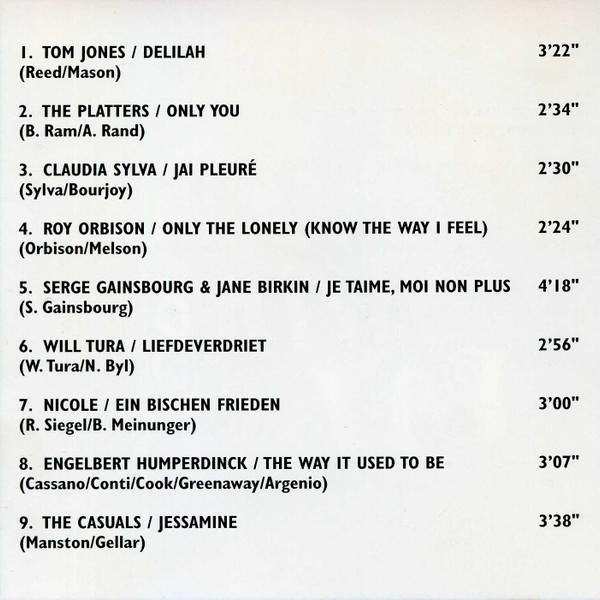 1. TOM JONES / DELILAH 3'22"
(Reed/Mason)
2. THE PLATTERS / ONLY YOU 2'34"
(B. Ram/A. Rand)
3. CLAUDIA SYLVA / JAI PLEURÉ 2'30"
(Sylva/Bourjoy)
4. ROY ORBISON / ONLY THE LONELY (KNOW THE WAY I FEEL) 2'24"
(Orbison/Melson)
5. SERGE GAINSBOURG & JANE BIRKIN / JE TAIME, MOI NON PLUS 4'18"
(S. Gainsbourg)
6. WILL TURA / LIEFDEVERDRIET 2'56"
(W. Tura/N. Byl)
7. NICOLE / EIN BISCHEN FRIEDEN 3'00"
(R. Siegel/B. Meinunger)
8. ENGELBERT HUMPERDINCK / THE WAY IT USED TO BE 3'07"
(Cassano/Conti/Cook/Greenaway/Argenio)
9. THE CASUALS / JESSAMINE 3'38"
(Manston/Gellar)